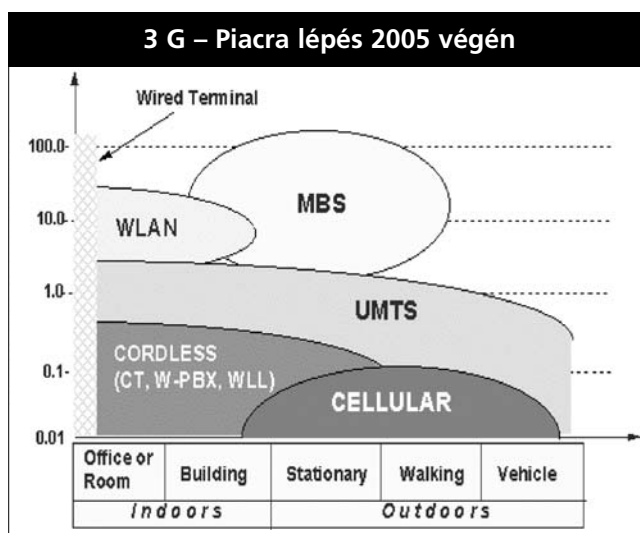 3 G – Piacra lépés 2005 végén
Wired Terminal
100.0
MBS
10.0
WLAN
1.0
UMTS
CORDLESS
(CT, W-PBX, WLL)
0.1
CELLULAR
0.01
Office or
Room
Building
Stationary
Walking
Vehicle
Indoors
Outdoors